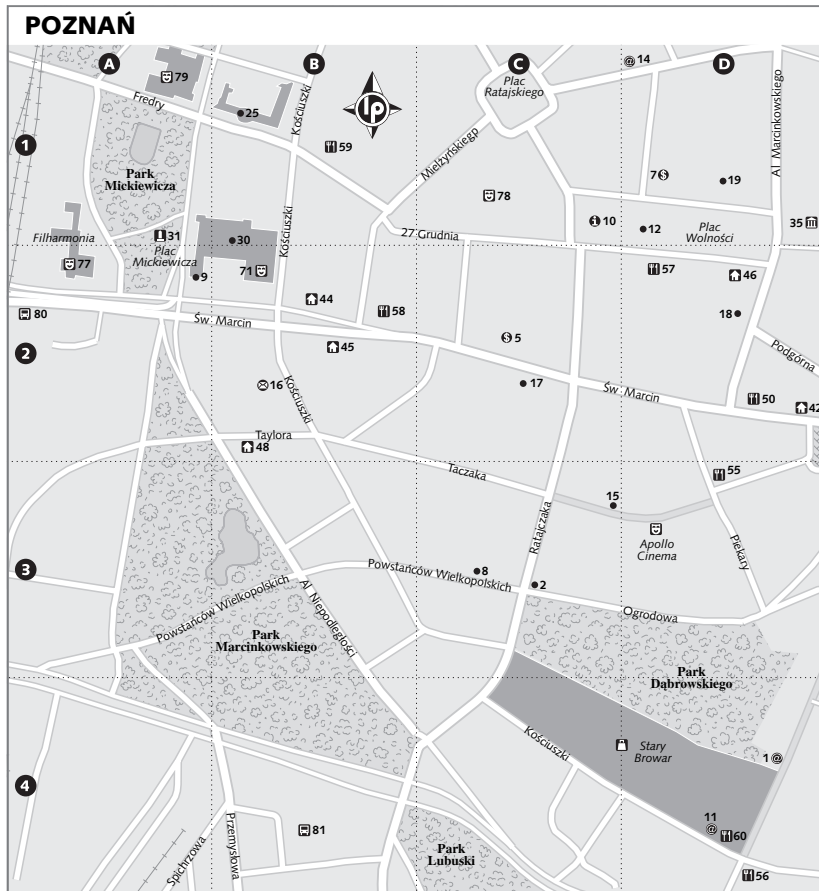 POZNAŃ
A
B
C
D
79
14
Plac
Ratajskiego
Fredry
25
Kościuszki
lp
59
Al Marcinkowskiego
1
Park
Mickiewicza
Mielżyńskiegp
7
19
78
10
12
Plac
Wolności
35
Filharmonia
31
30
27 Grudnia
Kościuszki
Plac
Mickiewicza
77
9
71
57
46
44
58
18
80
Św. Marcin
45
5
Podgórna
2
16
Kościuszki
17
Św. Marcin
50
42
Taylora
48
Taczaka
55
15
Ratajczaka
Apollo
Cinema
Piekary
3
8
Powstańców Wielkopolskich
2
Powstańców Wielkopolskich
Al Niepodległości
Ogrodowa
Park
Marcinkowskiego
Park
Dąbrowskiego
Kościuszki
Stary
Browar
1
4
11
60
81
Przemysłowa
Spichrzowa
Park
Lubuski
56